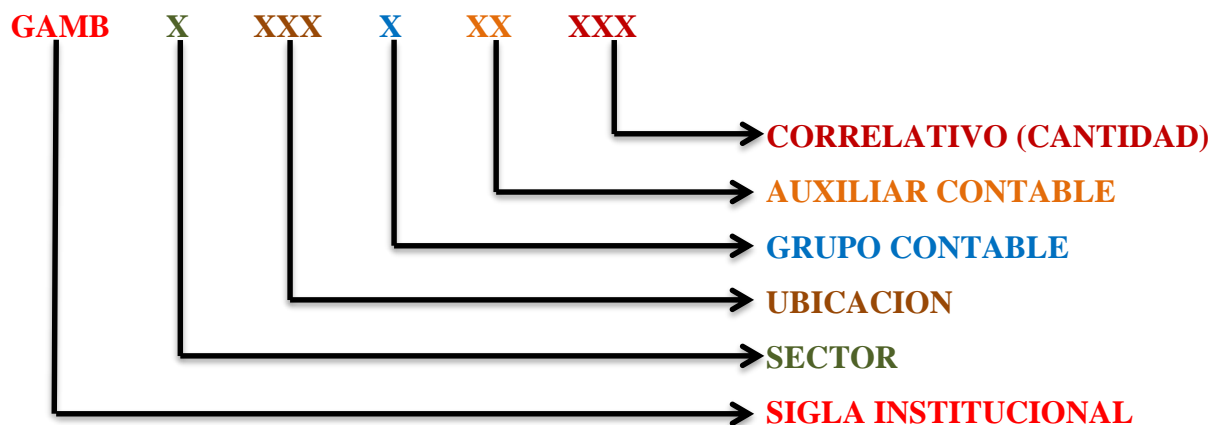 GAMB X XXX X XX XXX
CORRELATIVO (CANTIDAD)
AUXILIAR CONTABLE
GRUPO CONTABLE
UBICACION
SECTOR
SIGLA INSTITUCIONAL